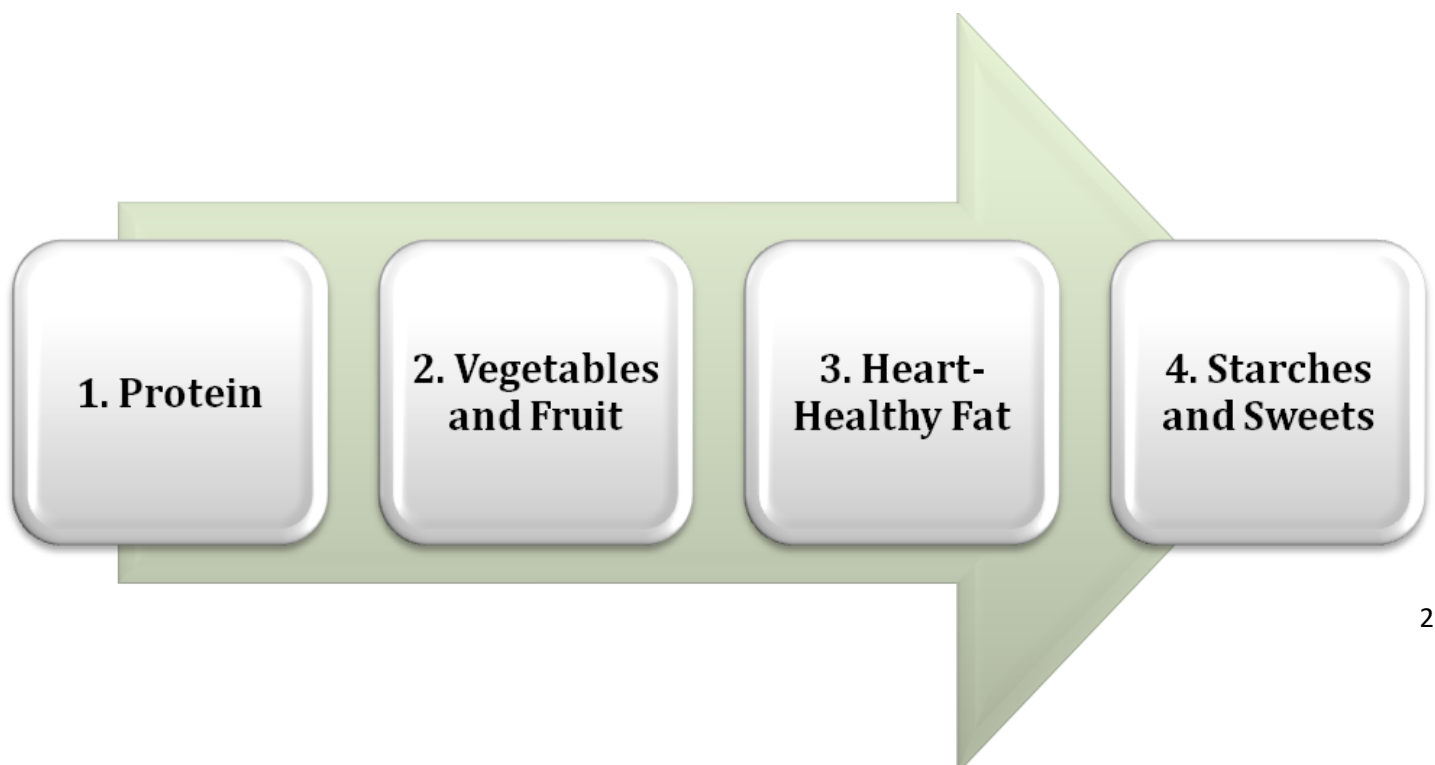 1. Protein
2. Vegetables
and Fruit
3. Heart-
Healthy Fat
4. Starches
and Sweets
2